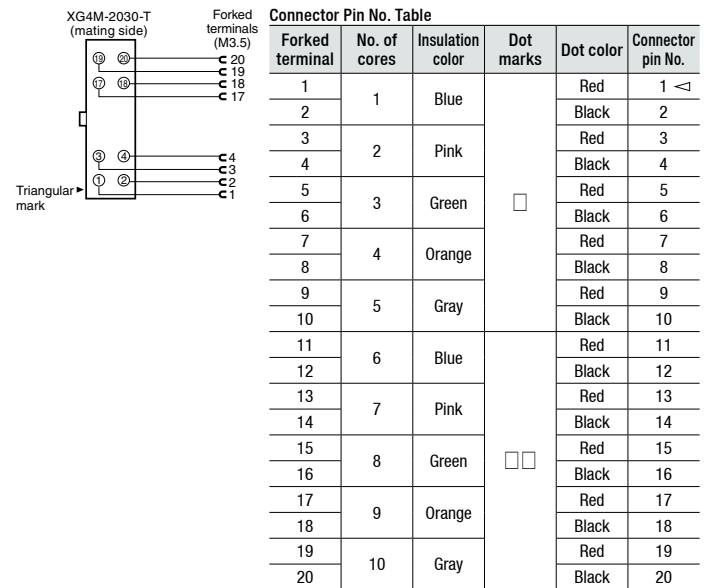 XG4M-2030-T
(mating side)
Forked
terminals
(M3.5)
19 20 20
19
17 18 18
17
3 4 4
3
1 2 2
1
Triangular
mark
Connector Pin No. Table
Forked terminal No. of cores Insulation color Dot marks Dot color Connector pin No.
1 1 Blue □ Red 1
2 Black 2
3 2 Pink Red 3
4 Black 4
5 3 Green Red 5
6 Black 6
7 4 Orange Red 7
8 Black 8
9 5 Gray Red 9
10 Black 10
11 6 Blue □□ Red 11
12 Black 12
13 7 Pink Red 13
14 Black 14
15 8 Green Red 15
16 Black 16
17 9 Orange Red 17
18 Black 18
19 10 Gray Red 19
20 Black 20